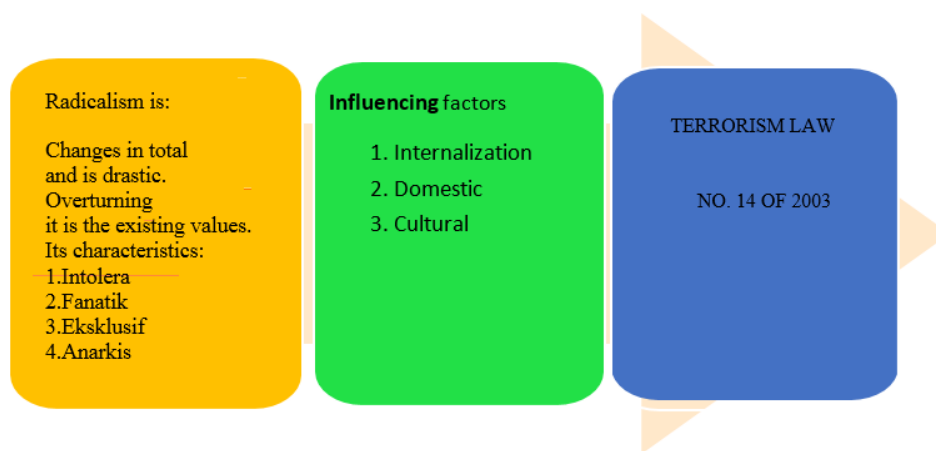 Radicalism is:
Changes in total
and is drastic.
Overturning
it is the existing values.
Its characteristics:
1.Intolera
2.Fanatik
3.Eksklusif
4.Anarkis
Influencing factors
1. Internalization
2. Domestic
3. Cultural
TERRORISM LAW
NO. 14 OF 2003